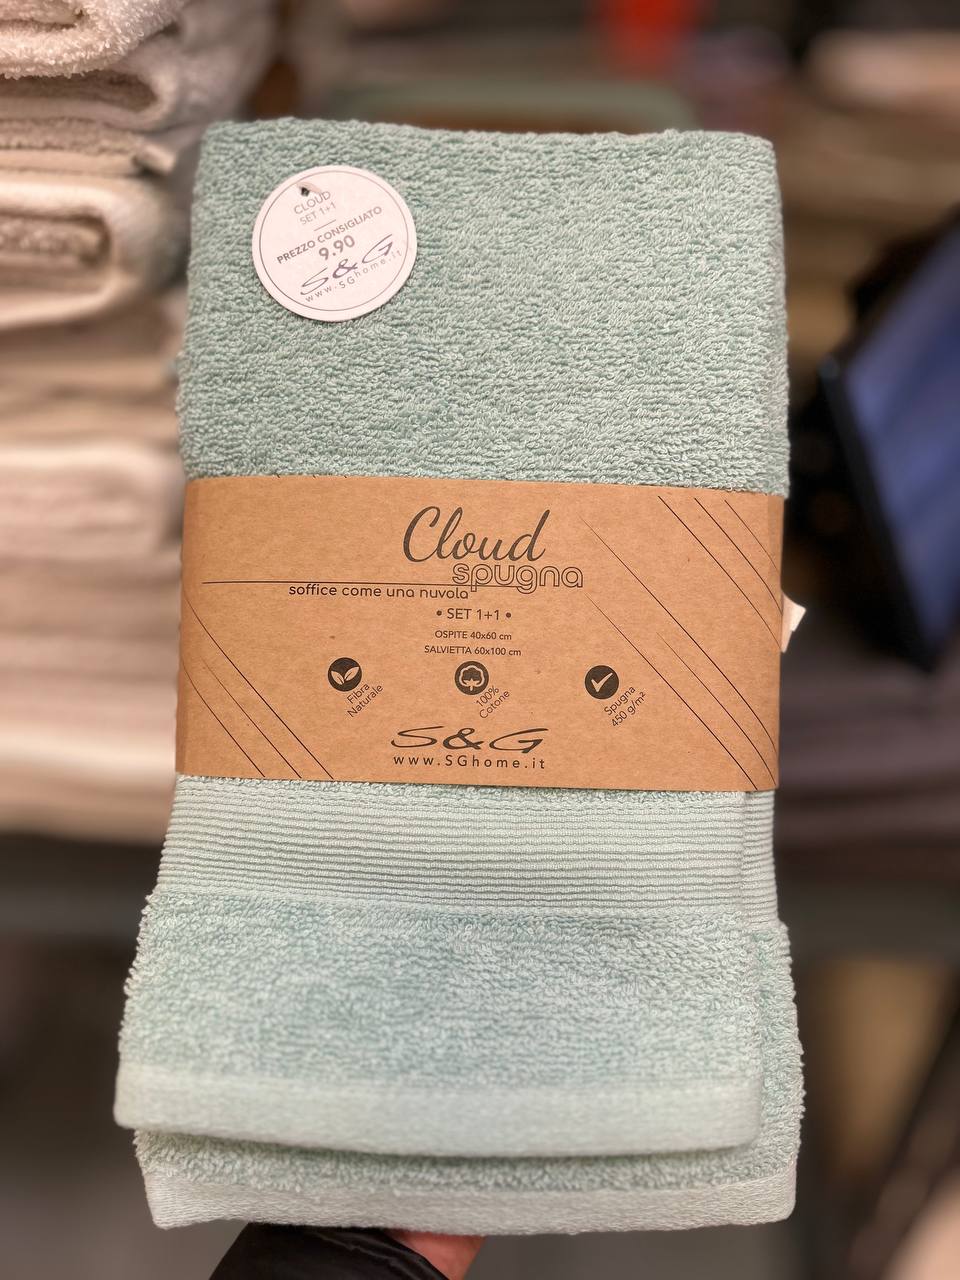 CLOUD
SET 1+1
PREZZO CONSIGLIATO
9.90
S&G
www.SGhome.it
Cloud
spugna
soffice come una nuvola
• SET 1+1 •
OSPITE 40x60 cm
SALVIETTA 60x100 cm
Fibra
Naturale
100%
Cotone
Spugna
450 g/m²
S&G
www.SGhome.it